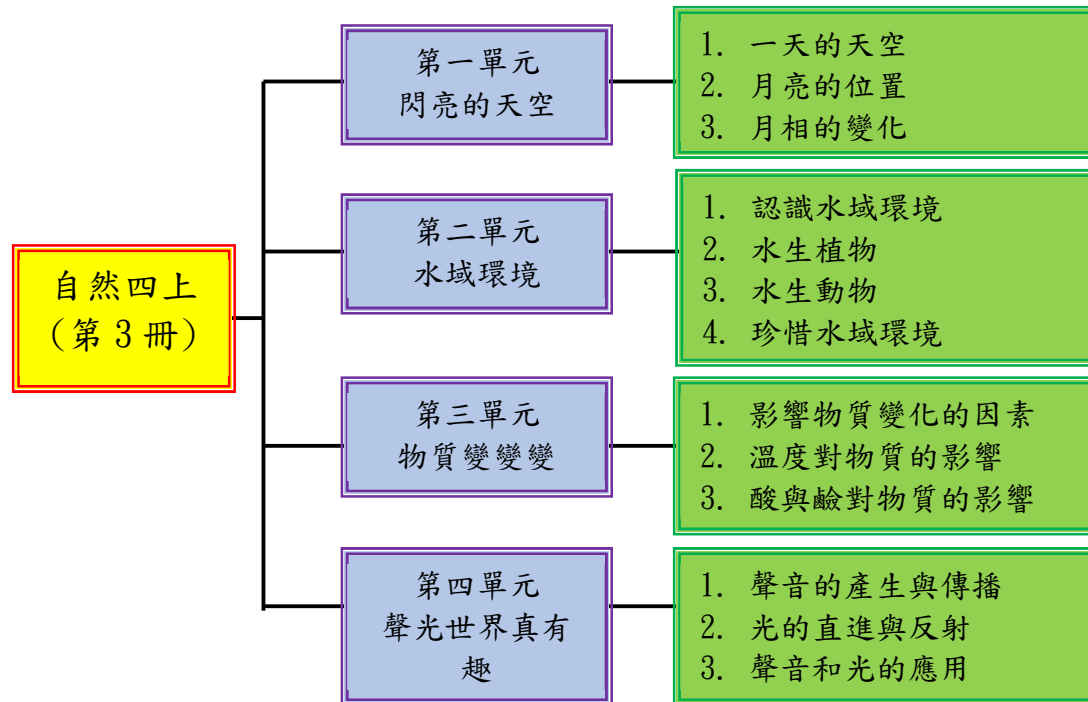 自然四上
(第3冊)
第一單元
閃亮的天空
1. 一天的天空
2. 月亮的位置
3. 月相的變化
第二單元
水域環境
1. 認識水域環境
2. 水生植物
3. 水生動物
4. 珍惜水域環境
第三單元
物質變變變
1. 影響物質變化的因素
2. 溫度對物質的影響
3. 酸與鹼對物質的影響
第四單元
聲光世界真有
趣
1. 聲音的產生與傳播
2. 光的直進與反射
3. 聲音和光的應用